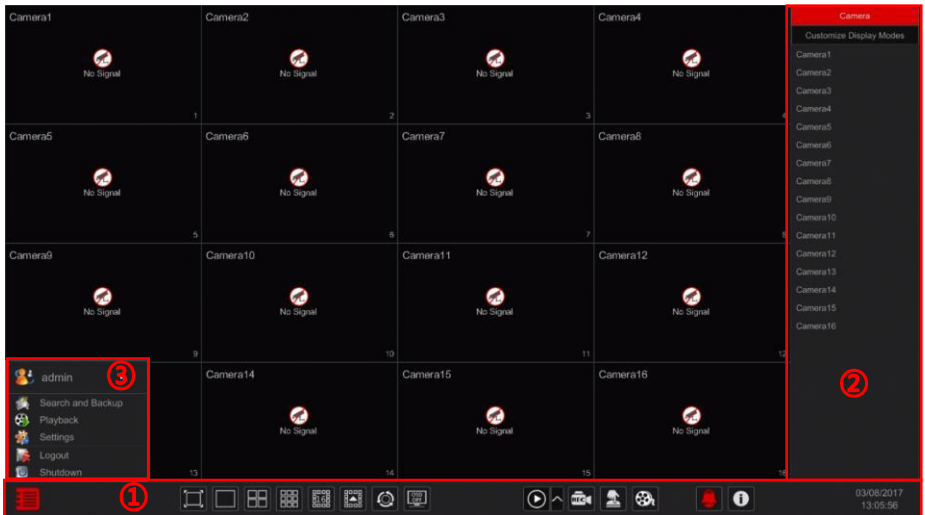 Camera1 Camera2 Camera3 Camera4
No Signal No Signal No Signal No Signal
1 2 3 4
Camera5 Camera6 Camera7 Camera8
No Signal No Signal No Signal No Signal
5 6 7 8
Camera9 Camera10 Camera11 Camera12
No Signal No Signal No Signal No Signal
9 10 11 12
Camera14 Camera15 Camera16
No Signal No Signal No Signal
13 14 15 16
Camera
Customize Display Modes
Camera1
Camera2
Camera3
Camera4
Camera5
Camera6
Camera7
Camera8
Camera9
Camera10
Camera11
Camera12
Camera13
Camera14
Camera15
Camera16
②
admin ③
Search and Backup
Playback
Settings
Logout
Shutdown
① 16 OSD OFF REC
03/08/2017
13:05:56